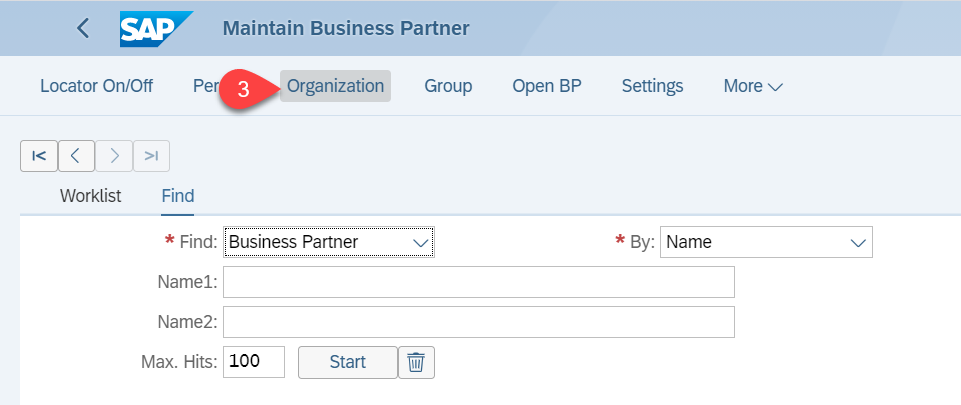 SAP Maintain Business Partner
Locator On/Off Per 3 Organization Group Open BP Settings More
Worklist Find
* Find: Business Partner * By: Name
Name1:
Name2:
Max. Hits: 100 Start